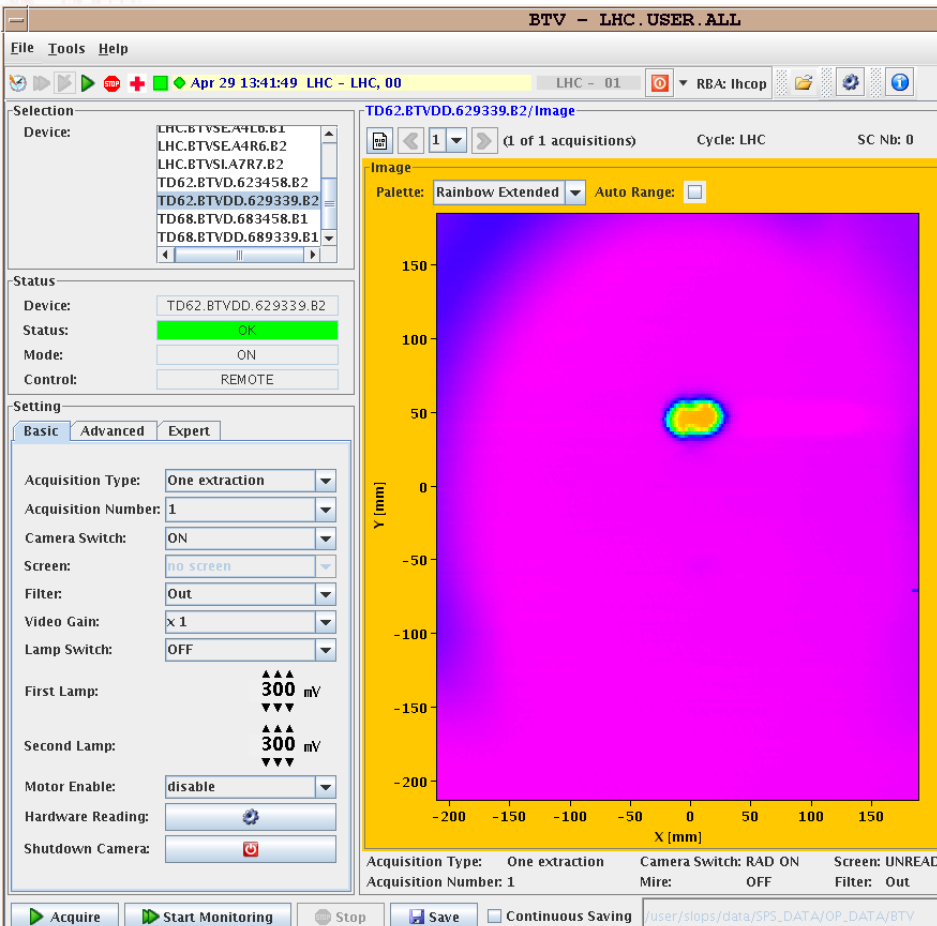 BTV - LHC.USER.ALL
File Tools Help
Apr 29 13:41:49 LHC - LHC, 00
LHC - 01
RBA: lhcop
Selection
Device:
LHC.BTVSE.A4L6.B1
LHC.BTVSE.A4R6.B2
LHC.BTVSI.A7R7.B2
TD62.BTVD.623458.B2
TD62.BTVDD.629339.B2
TD68.BTVD.683458.B1
TD68.BTVDD.689339.B1
Status
Device: TD62.BTVDD.629339.B2
Status: OK
Mode: ON
Control: REMOTE
Setting
Basic Advanced Expert
Acquisition Type: One extraction
Acquisition Number: 1
Camera Switch: ON
Screen: no screen
Filter: Out
Video Gain: x 1
Lamp Switch: OFF
First Lamp: 300 mV
Second Lamp: 300 mV
Motor Enable: disable
Hardware Reading:
Shutdown Camera:
TD62.BTVDD.629339.B2/Image
1 (1 of 1 acquisitions) Cycle: LHC SC Nb: 0
Image
Palette: Rainbow Extended Auto Range:
150
100
50
0
-50
-100
-150
-200
Y [mm]
-200 -150 -100 -50 0 50 100 150
X [mm]
Acquisition Type: One extraction Camera Switch: RAD ON Screen: UNREAD
Acquisition Number: 1 Mire: OFF Filter: Out
Acquire Start Monitoring Stop Save Continuous Saving /user/slops/data/SPS_DATA/OP_DATA/BTV